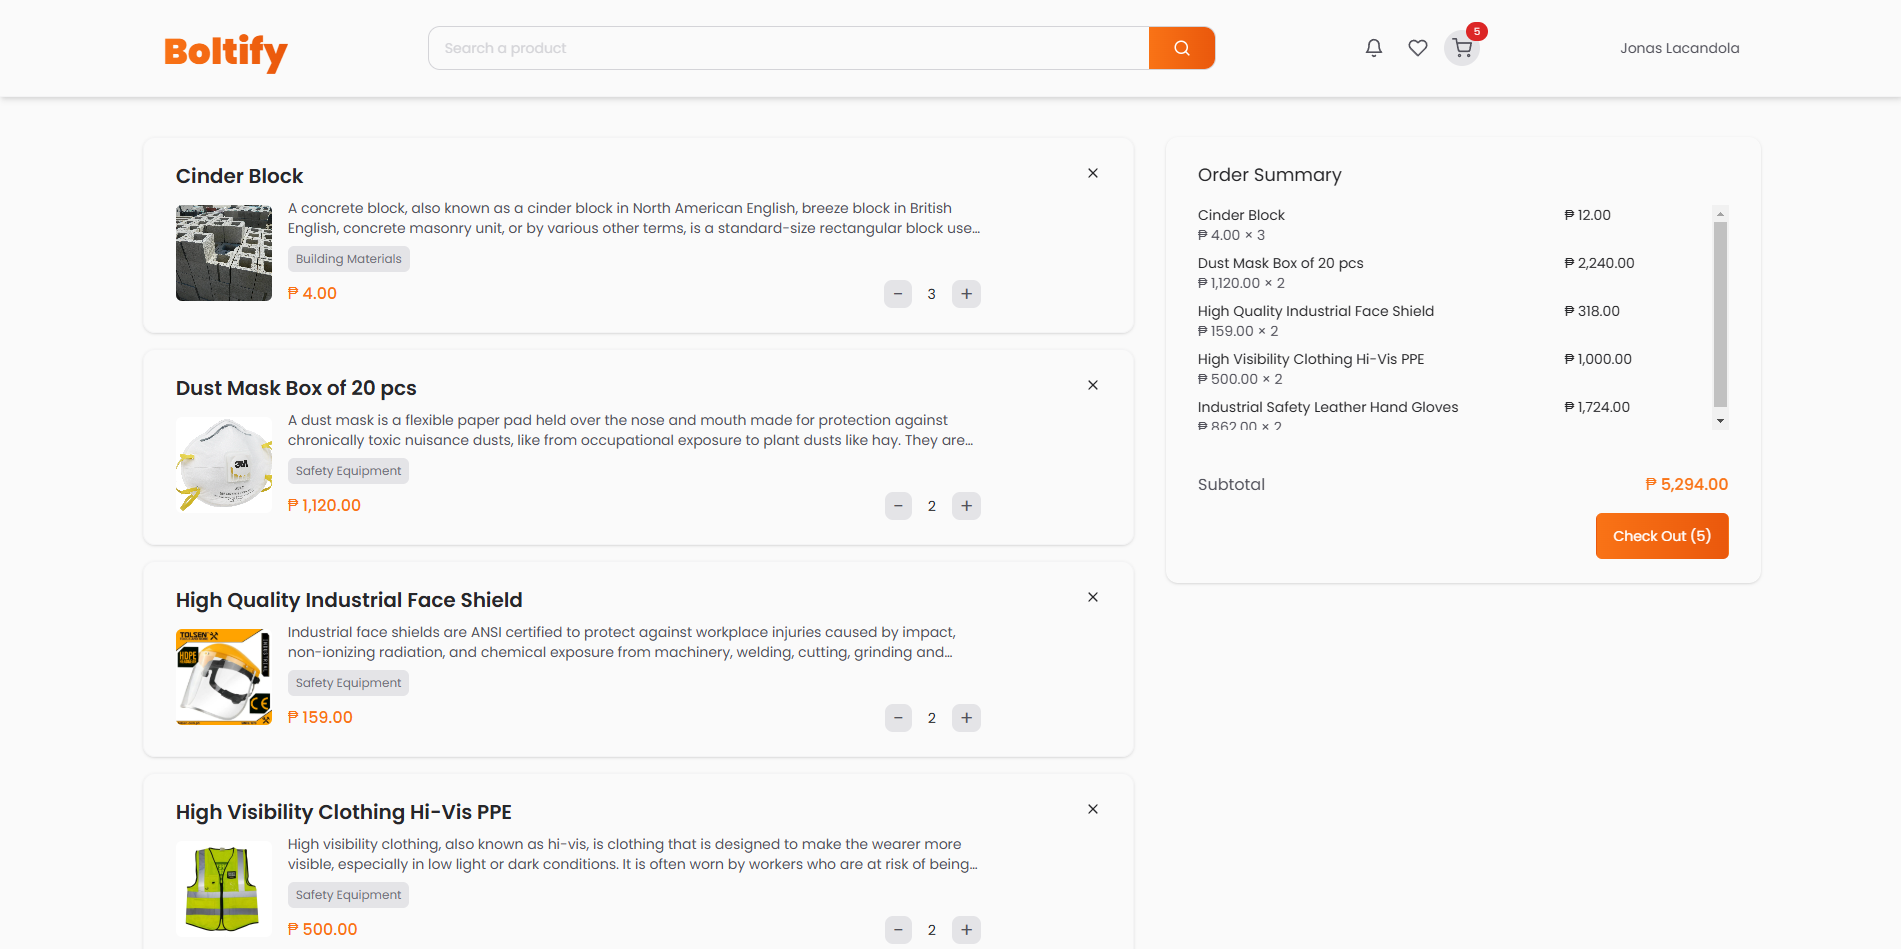 Boltify
Search a product
5
Jonas Lacandola
Cinder Block
A concrete block, also known as a cinder block in North American English, breeze block in British
English, concrete masonry unit, or by various other terms, is a standard-size rectangular block use...
Building Materials
₱ 4.00
− 3 +
Dust Mask Box of 20 pcs
A dust mask is a flexible paper pad held over the nose and mouth made for protection against
chronically toxic nuisance dusts, like from occupational exposure to plant dusts like hay. They are...
3M
Safety Equipment
₱ 1,120.00
− 2 +
High Quality Industrial Face Shield
Industrial face shields are ANSI certified to protect against workplace injuries caused by impact,
non-ionizing radiation, and chemical exposure from machinery, welding, cutting, grinding and...
TOLSEN
HDPE
CE
Safety Equipment
₱ 159.00
− 2 +
High Visibility Clothing Hi-Vis PPE
High visibility clothing, also known as hi-vis, is clothing that is designed to make the wearer more
visible, especially in low light or dark conditions. It is often worn by workers who are at risk of being...
Safety Equipment
₱ 500.00
− 2 +
Order Summary
Cinder Block ₱ 12.00
₱ 4.00 × 3
Dust Mask Box of 20 pcs ₱ 2,240.00
₱ 1,120.00 × 2
High Quality Industrial Face Shield ₱ 318.00
₱ 159.00 × 2
High Visibility Clothing Hi-Vis PPE ₱ 1,000.00
₱ 500.00 × 2
Industrial Safety Leather Hand Gloves ₱ 1,724.00
₱ 862.00 × 2
Subtotal ₱ 5,294.00
Check Out (5)